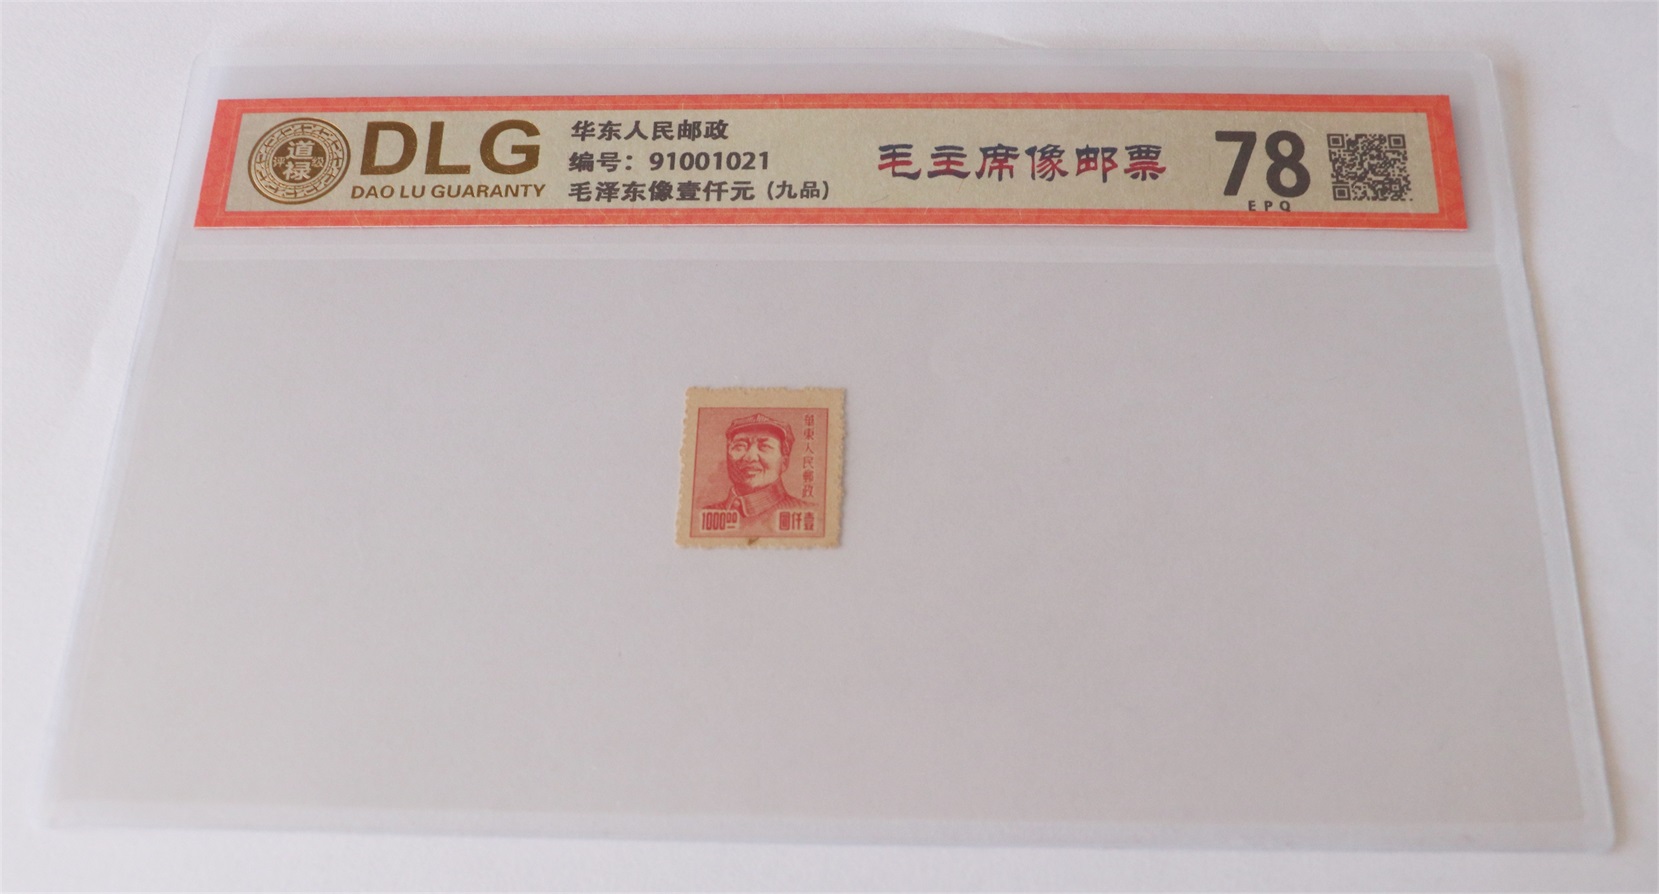 道禄
评级
DLG
DAO LU GUARANTY
华东人民邮政
编号：91001021
毛泽东像壹仟元（九品）
毛主席像邮票
78
EPQ
華東人民郵政
1000.00
圓仟壹